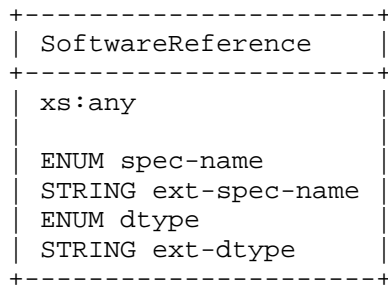 SoftwareReference
xs:any
ENUM spec-name
STRING ext-spec-name
ENUM dtype
STRING ext-dtype